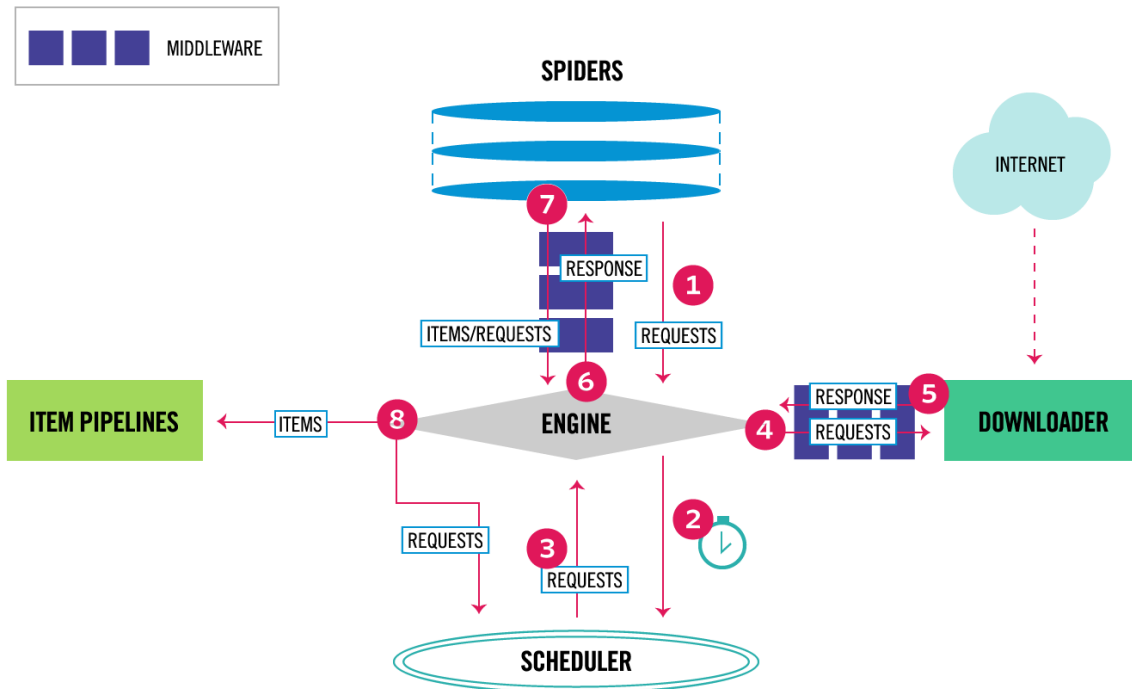 MIDDLEWARE
SPIDERS
INTERNET
7
RESPONSE
1
ITEMS/REQUESTS
REQUESTS
6
5
RESPONSE
ITEM PIPELINES
ITEMS
8
ENGINE
4
REQUESTS
DOWNLOADER
2
REQUESTS
3
REQUESTS
SCHEDULER